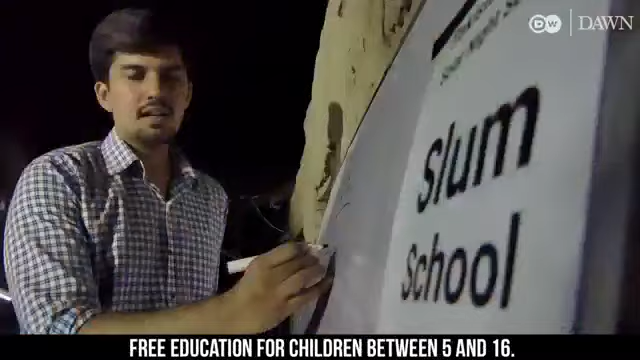 DW DAWN
Slum
School
FREE EDUCATION FOR CHILDREN BETWEEN 5 AND 16.